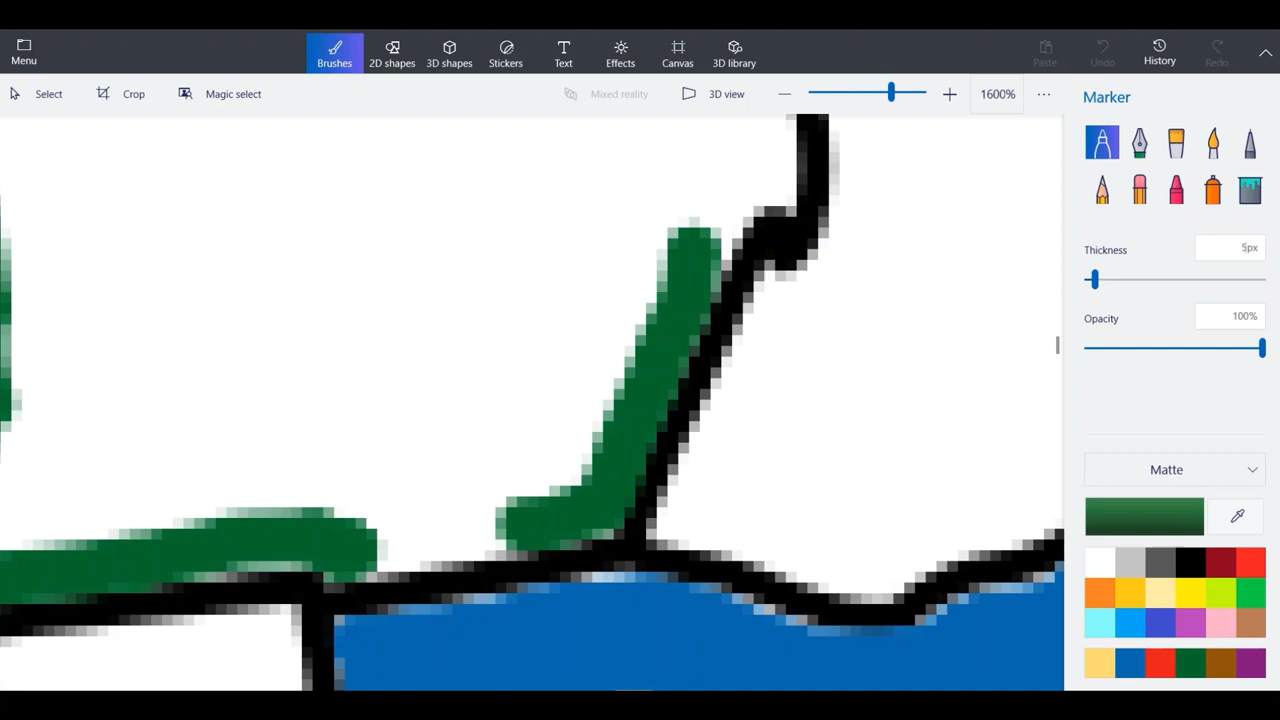 Menu
Brushes
2D shapes
3D shapes
Stickers
Text
Effects
Canvas
3D library
Paste
Undo
History
Redo
Select
Crop
Magic select
Mixed reality
3D view
1600%
Marker
Thickness
5px
Opacity
100%
Matte